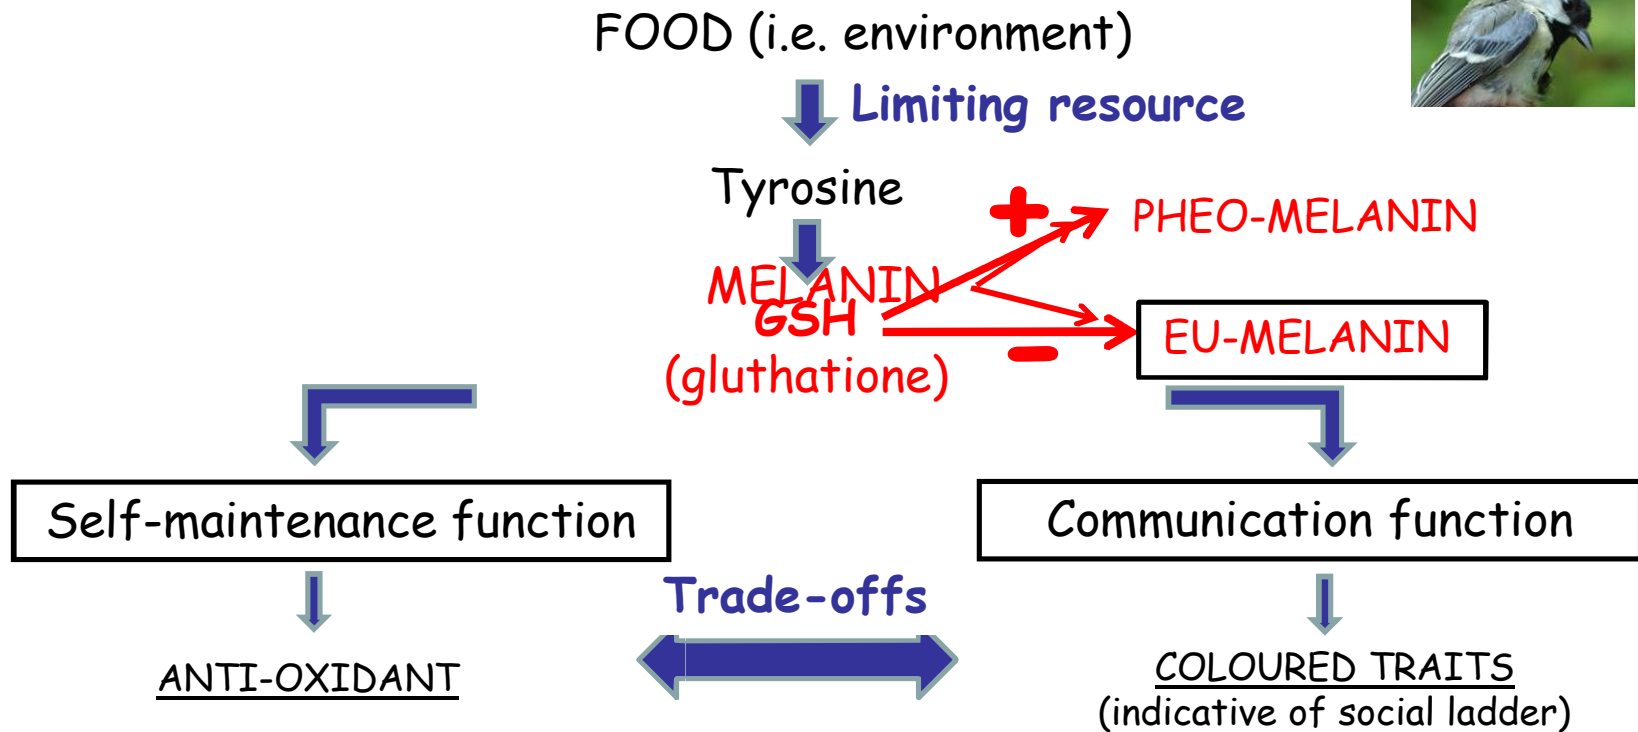 FOOD (i.e. environment)
Limiting resource
Tyrosine
+
PHEO-MELANIN
MELANIN
GSH
(gluthatione)
-
EU-MELANIN
Self-maintenance function
Communication function
Trade-offs
ANTI-OXIDANT
COLOURED TRAITS
(indicative of social ladder)